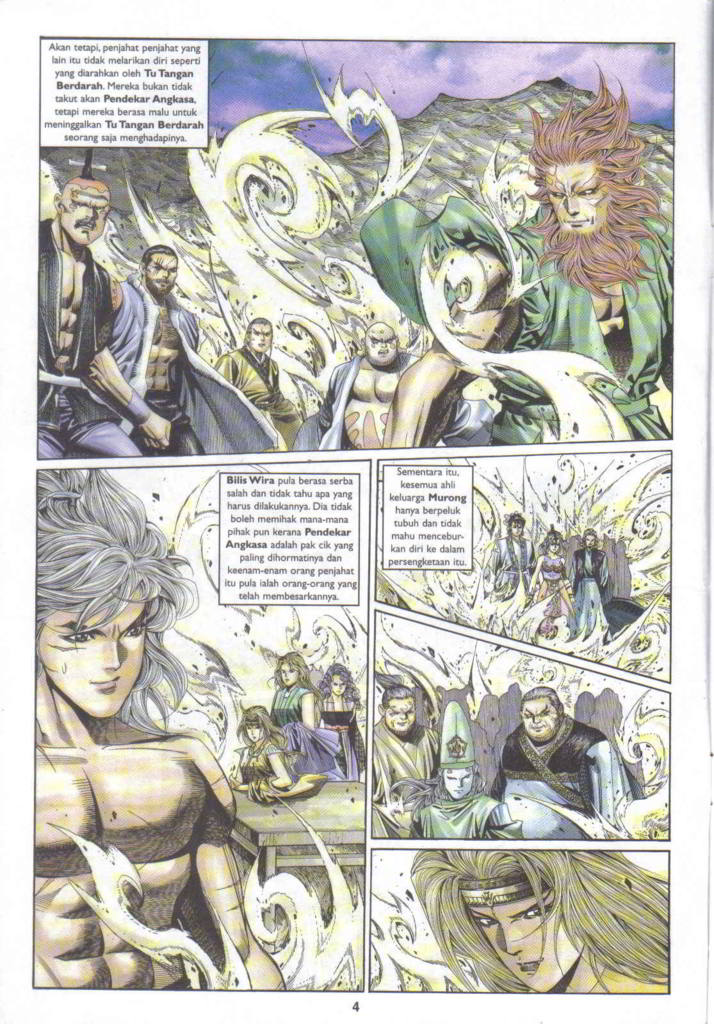 Akan tetapi, penjahat penjahat yang
lain itu tidak melarikan diri seperti
yang diarahkan oleh Tu Tangan
Berdarah. Mereka bukan tidak
takut akan Pendekar Angkasa,
tetapi mereka berasa malu untuk
meninggalkan Tu Tangan Berdarah
seorang saja menghadapinya.
Bilis Wira pula berasa serba
salah dan tidak tahu apa yang
harus dilakukannya. Dia tidak
boleh memihak mana-mana
pihak pun kerana Pendekar
Angkasa adalah pak cik yang
paling dihormatinya dan
keenam-enam orang penjahat
itu pula ialah orang-orang yang
telah membesarkannya.
Sementara itu,
kesemua ahli
keluarga Murong
hanya berpeluk
tubuh dan tidak
mahu mencebur-
kan diri ke dalam
persengketaan itu.
4